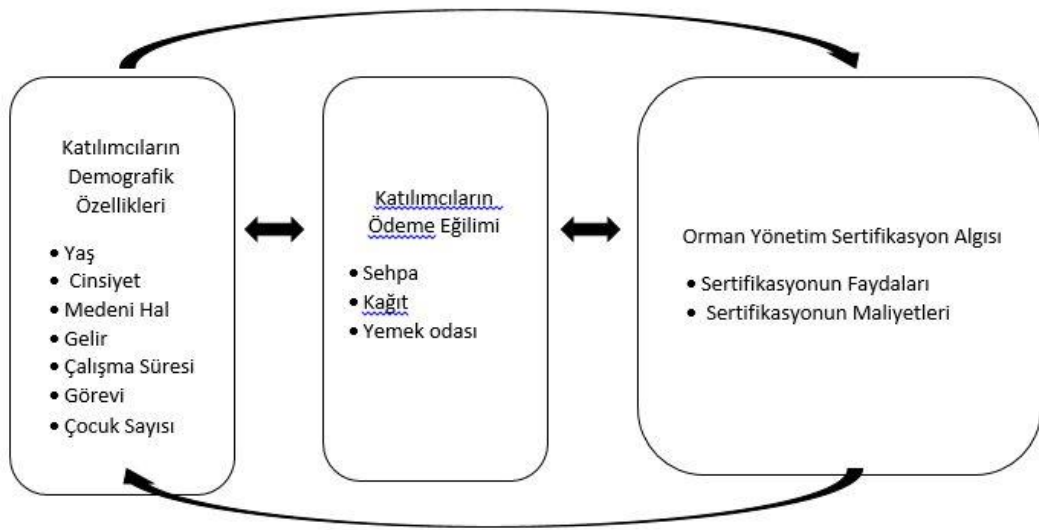 Katılımcıların
Demografik
Özellikleri
• Yaş
• Cinsiyet
• Medeni Hal
• Gelir
• Çalışma Süresi
• Görevi
• Çocuk Sayısı
Katılımcıların
Ödeme Eğilimi
• Sehpa
• Kağıt
• Yemek odası
Orman Yönetim Sertifikasyon Algısı
• Sertifikasyonun Faydaları
• Sertifikasyonun Maliyetleri